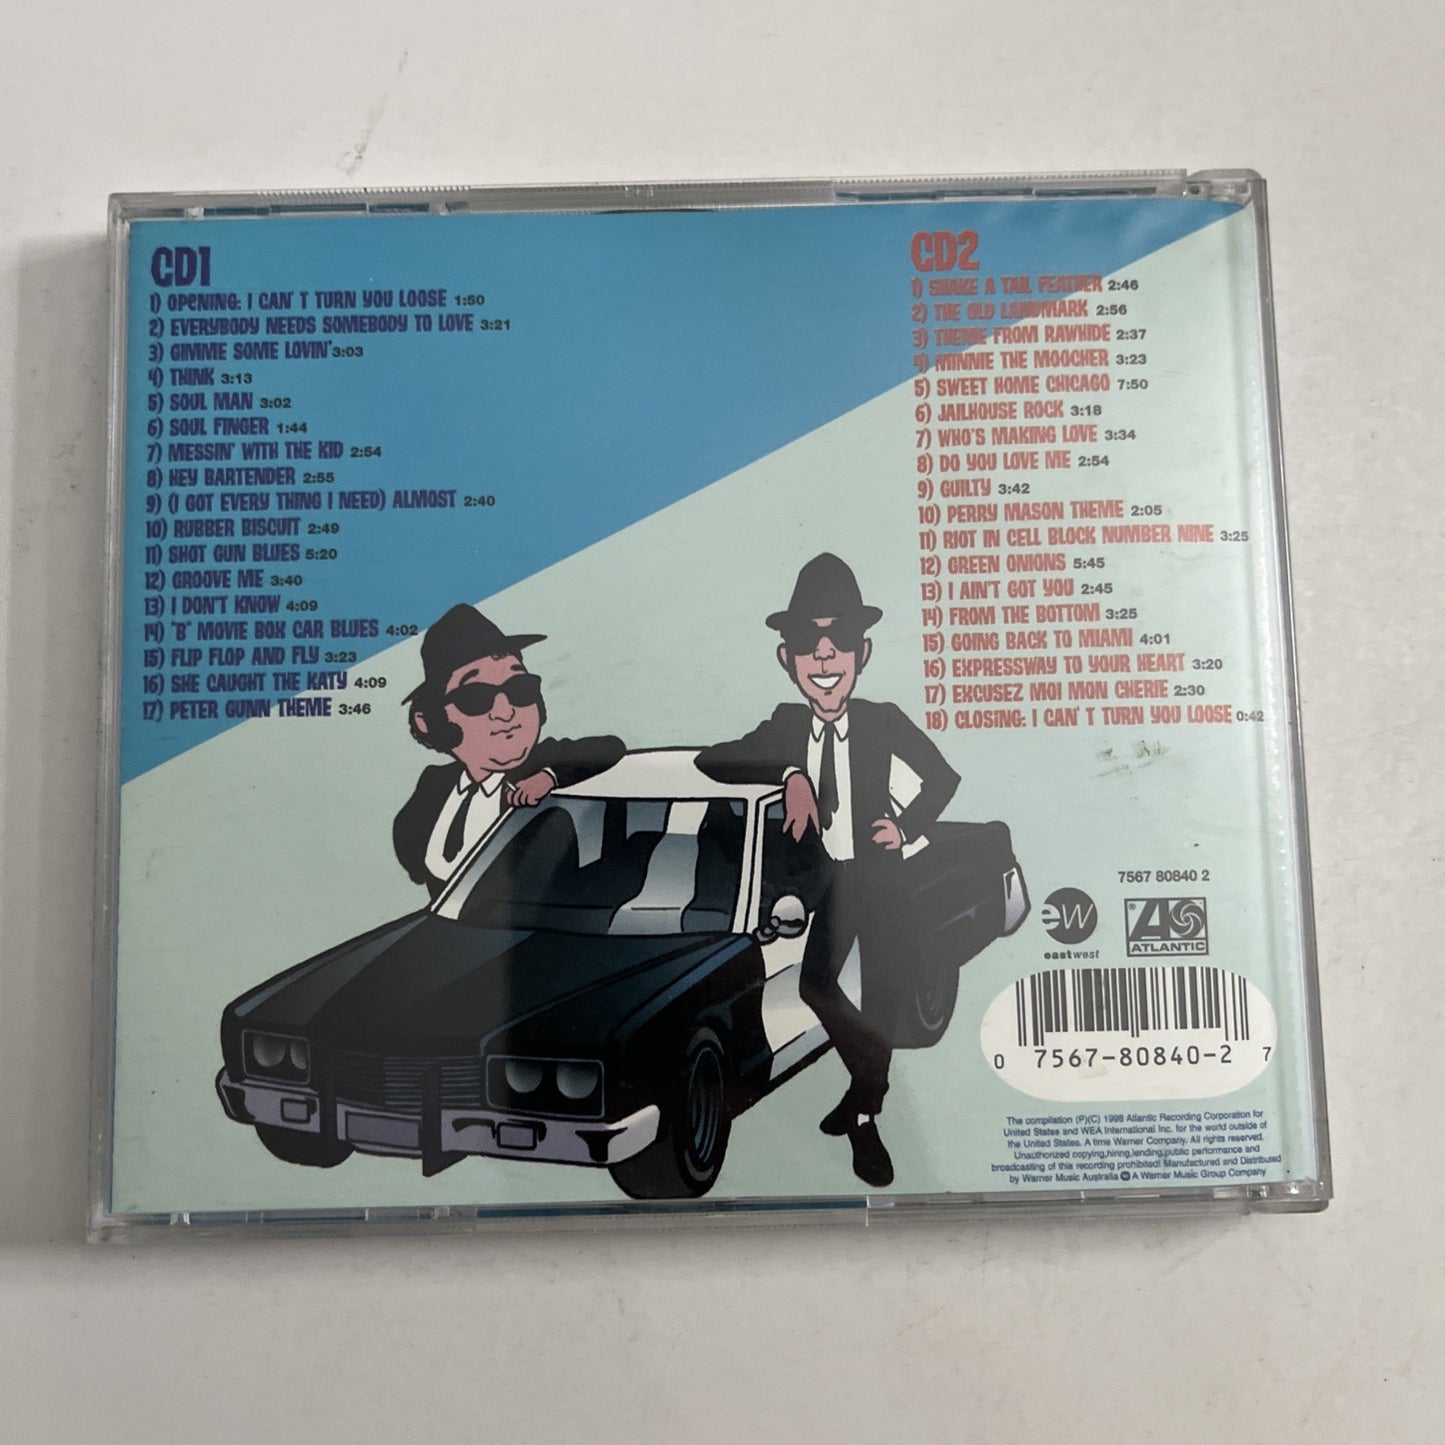 CD1
1) OPENING: I CAN' T TURN YOU LOOSE 1:50
2) EVERYBODY NEEDS SOMEBODY TO LOVE 3:21
3) GIMME SOME LOVIN' 3:03
4) THINK 3:13
5) SOUL MAN 3:02
6) SOUL FINGER 1:44
7) MESSIN' WITH THE KID 2:54
8) HEY BARTENDER 2:55
9) (I GOT EVERY THING I NEED) ALMOST 2:40
10) RUBBER BISCUIT 2:49
11) SHOT GUN BLUES 5:20
12) GROOVE ME 3:40
13) I DON'T KNOW 4:09
14) "B" MOVIE BOX CAR BLUES 4:02
15) FLIP FLOP AND FLY 3:23
16) SHE CAUGHT THE KATY 4:09
17) PETER GUNN THEME 3:46
CD2
1) SHAKE A TAIL FEATHER 2:46
2) THE OLD LANDMARK 2:56
3) THEME FROM RAWHIDE 2:37
4) MINNIE THE MOOCHER 3:23
5) SWEET HOME CHICAGO 7:50
6) JAILHOUSE ROCK 3:18
7) WHO'S MAKING LOVE 3:34
8) DO YOU LOVE ME 2:54
9) GUILTY 3:42
10) PERRY MASON THEME 2:05
11) RIOT IN CELL BLOCK NUMBER NINE 3:25
12) GREEN ONIONS 5:45
13) I AIN'T GOT YOU 2:45
14) FROM THE BOTTOM 3:25
15) GOING BACK TO MIAMI 4:01
16) EXPRESSWAY TO YOUR HEART 3:20
17) EXCUSEZ MOI MON CHERIE 2:30
18) CLOSING: I CAN' T TURN YOU LOOSE 0:42
7567 80840 2
ew
eastwest
A
ATLANTIC
0 7567-80840-2 7
The compilation (P)(C) 1998 Atlantic Recording Corporation for
United States and WEA International Inc. for the world outside of
the United States. A time Warner Company. All rights reserved.
Unauthorized copying,hiring,lending,public performance and
broadcasting of this recording prohibited! Manufactured and Distributed
by Warner Music Australia A Warner Music Group Company